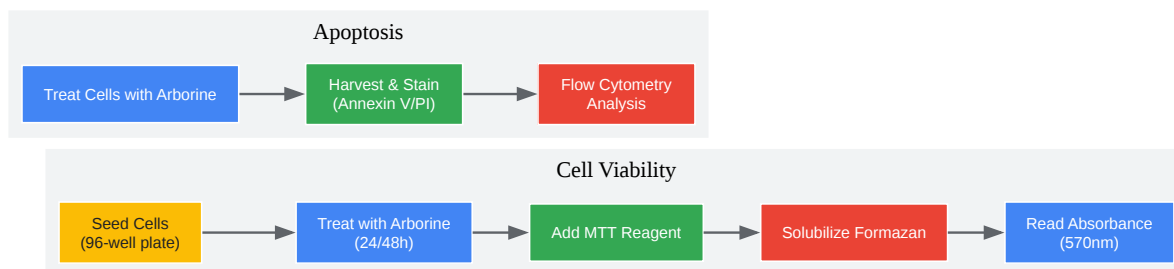 Apoptosis
Treat Cells with Arborine
Harvest & Stain
(Annexin V/PI)
Flow Cytometry
Analysis
Cell Viability
Seed Cells
(96-well plate)
Treat with Arborine
(24/48h)
Add MTT Reagent
Solubilize Formazan
Read Absorbance
(570nm)